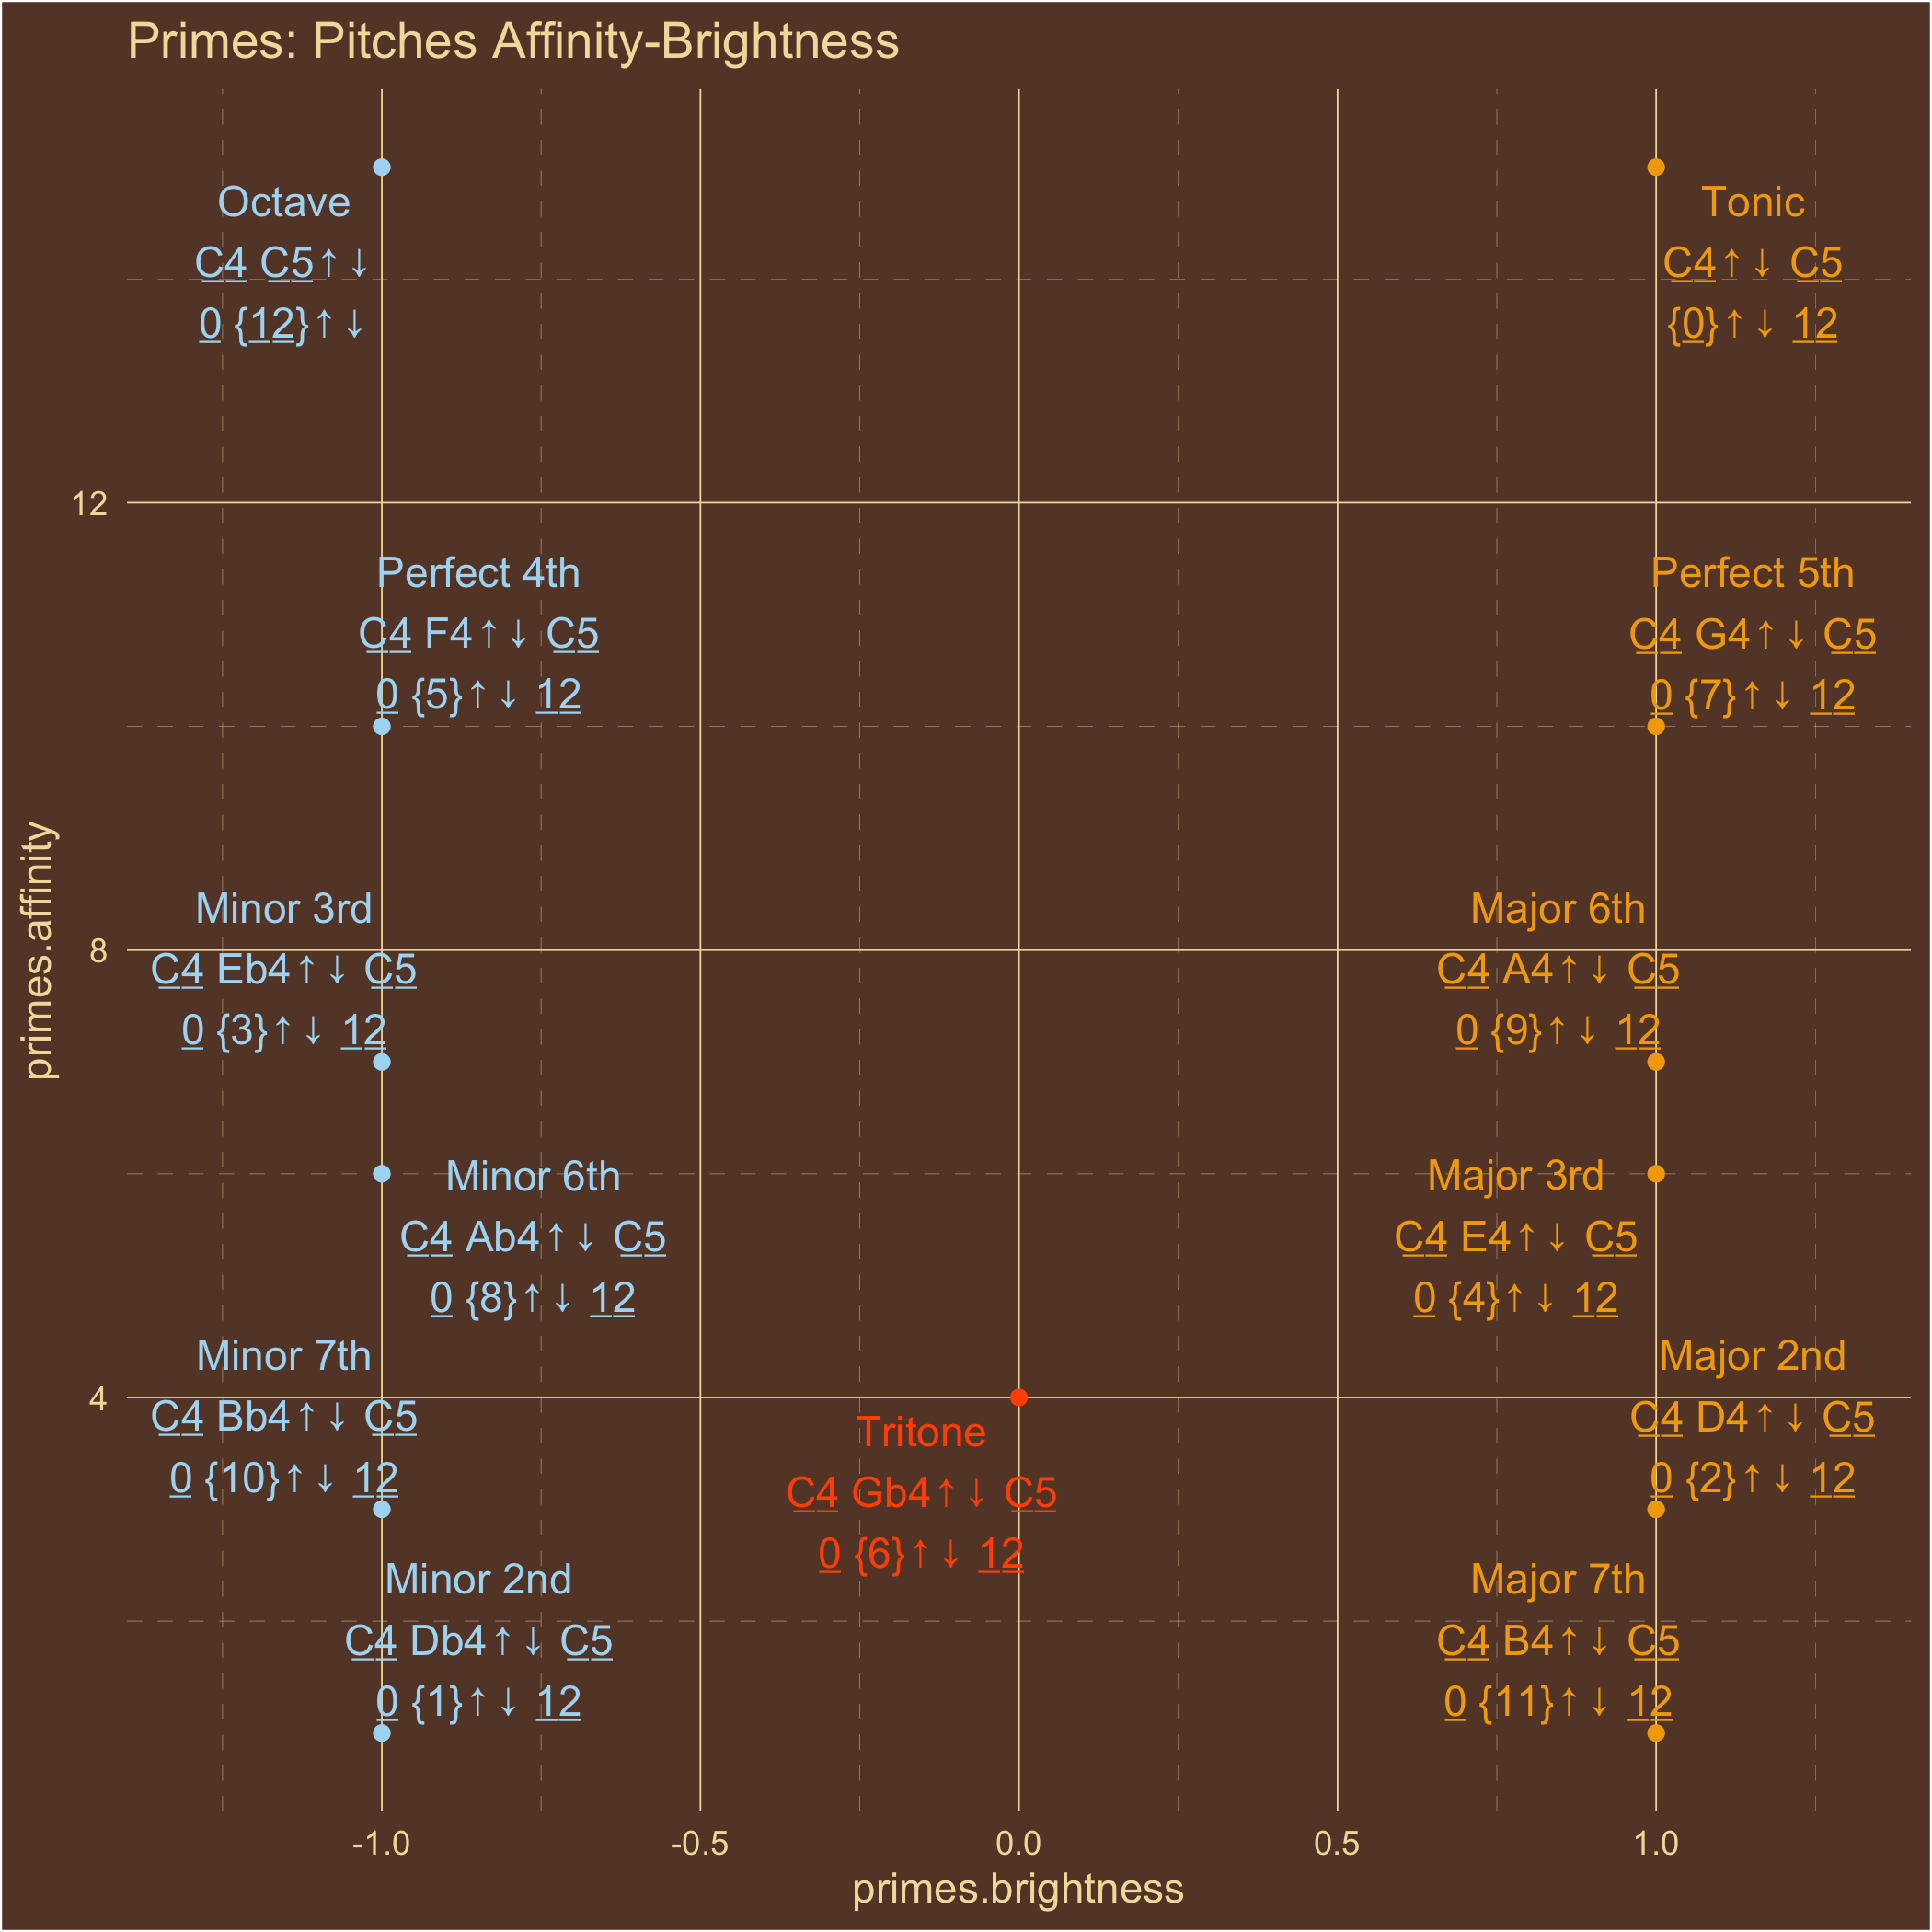 Primes: Pitches Affinity-Brightness
Octave
C4 C5↑↓
0 {12}↑↓
Tonic
C4↑↓ C5
{0}↑↓ 12
12
Perfect 4th
C4 F4↑↓ C5
0 {5}↑↓ 12
Perfect 5th
C4 G4↑↓ C5
0 {7}↑↓ 12
primes.affinity
Minor 3rd
C4 Eb4↑↓ C5
0 {3}↑↓ 12
Major 6th
C4 A4↑↓ C5
0 {9}↑↓ 12
8
Minor 6th
C4 Ab4↑↓ C5
0 {8}↑↓ 12
Major 3rd
C4 E4↑↓ C5
0 {4}↑↓ 12
Minor 7th
C4 Bb4↑↓ C5
0 {10}↑↓ 12
Major 2nd
C4 D4↑↓ C5
0 {2}↑↓ 12
4
Tritone
C4 Gb4↑↓ C5
0 {6}↑↓ 12
Minor 2nd
C4 Db4↑↓ C5
0 {1}↑↓ 12
Major 7th
C4 B4↑↓ C5
0 {11}↑↓ 12
-1.0 -0.5 0.0 0.5 1.0
primes.brightness